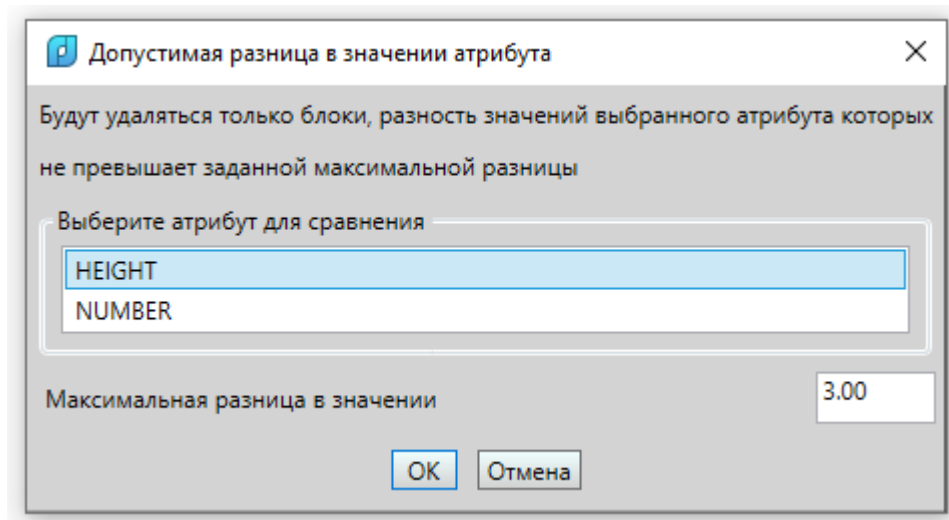 Допустимая разница в значении атрибута
Будут удаляться только блоки, разность значений выбранного атрибута которых
не превышает заданной максимальной разницы
Выберите атрибут для сравнения
HEIGHT
NUMBER
Максимальная разница в значении
3.00
ОК
Отмена